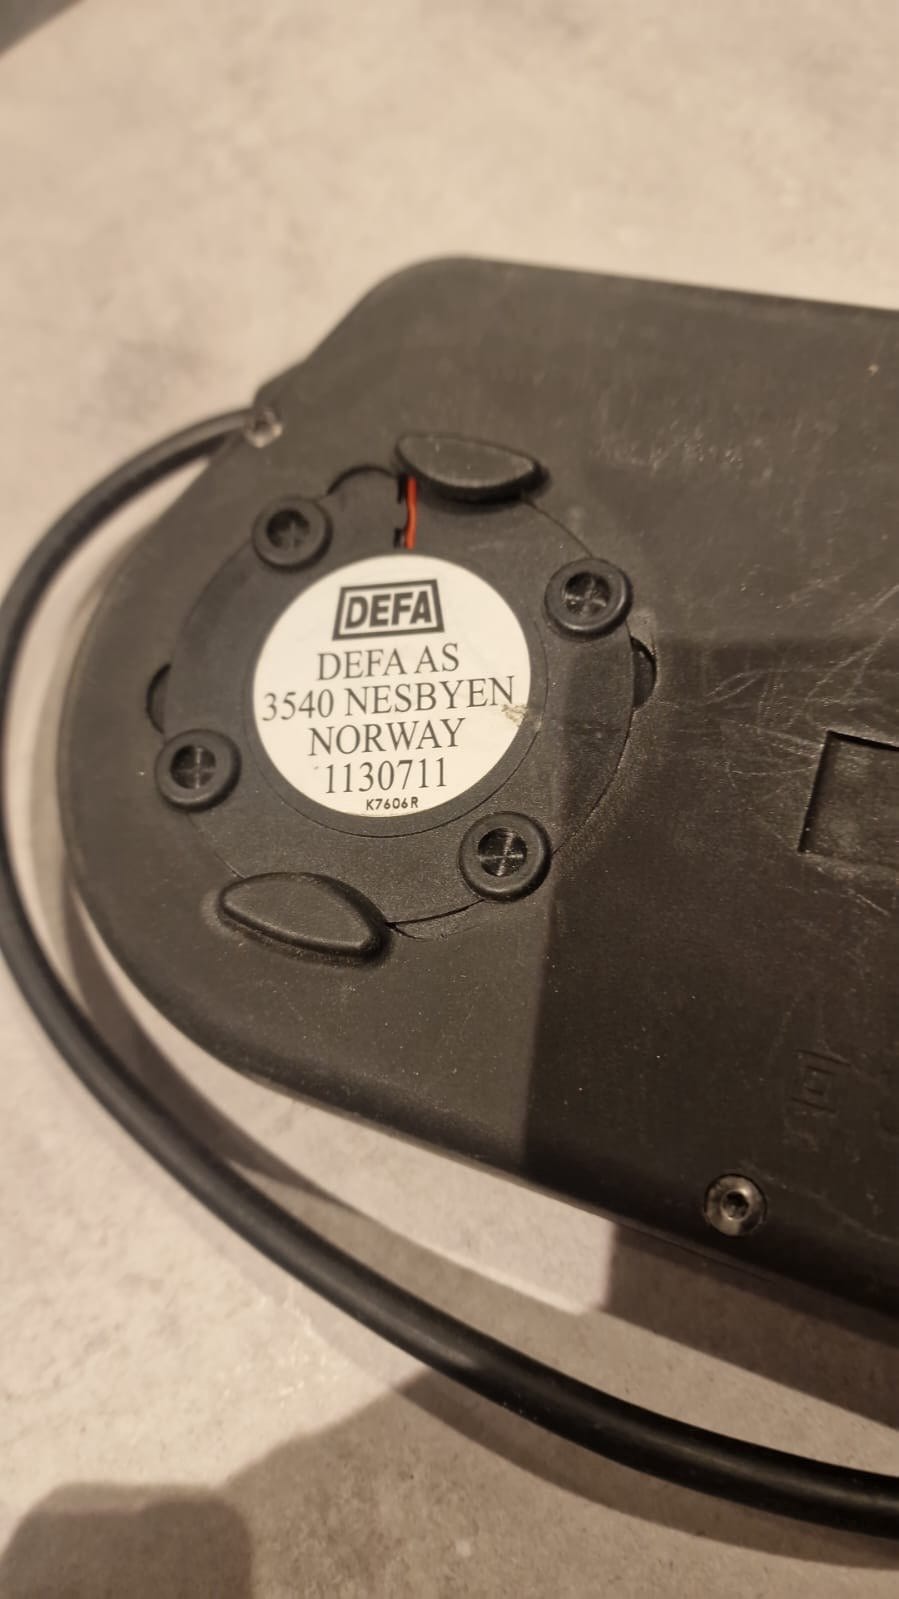 DEFA
DEFA AS
3540 NESBYEN
NORWAY
1130711
K7606R